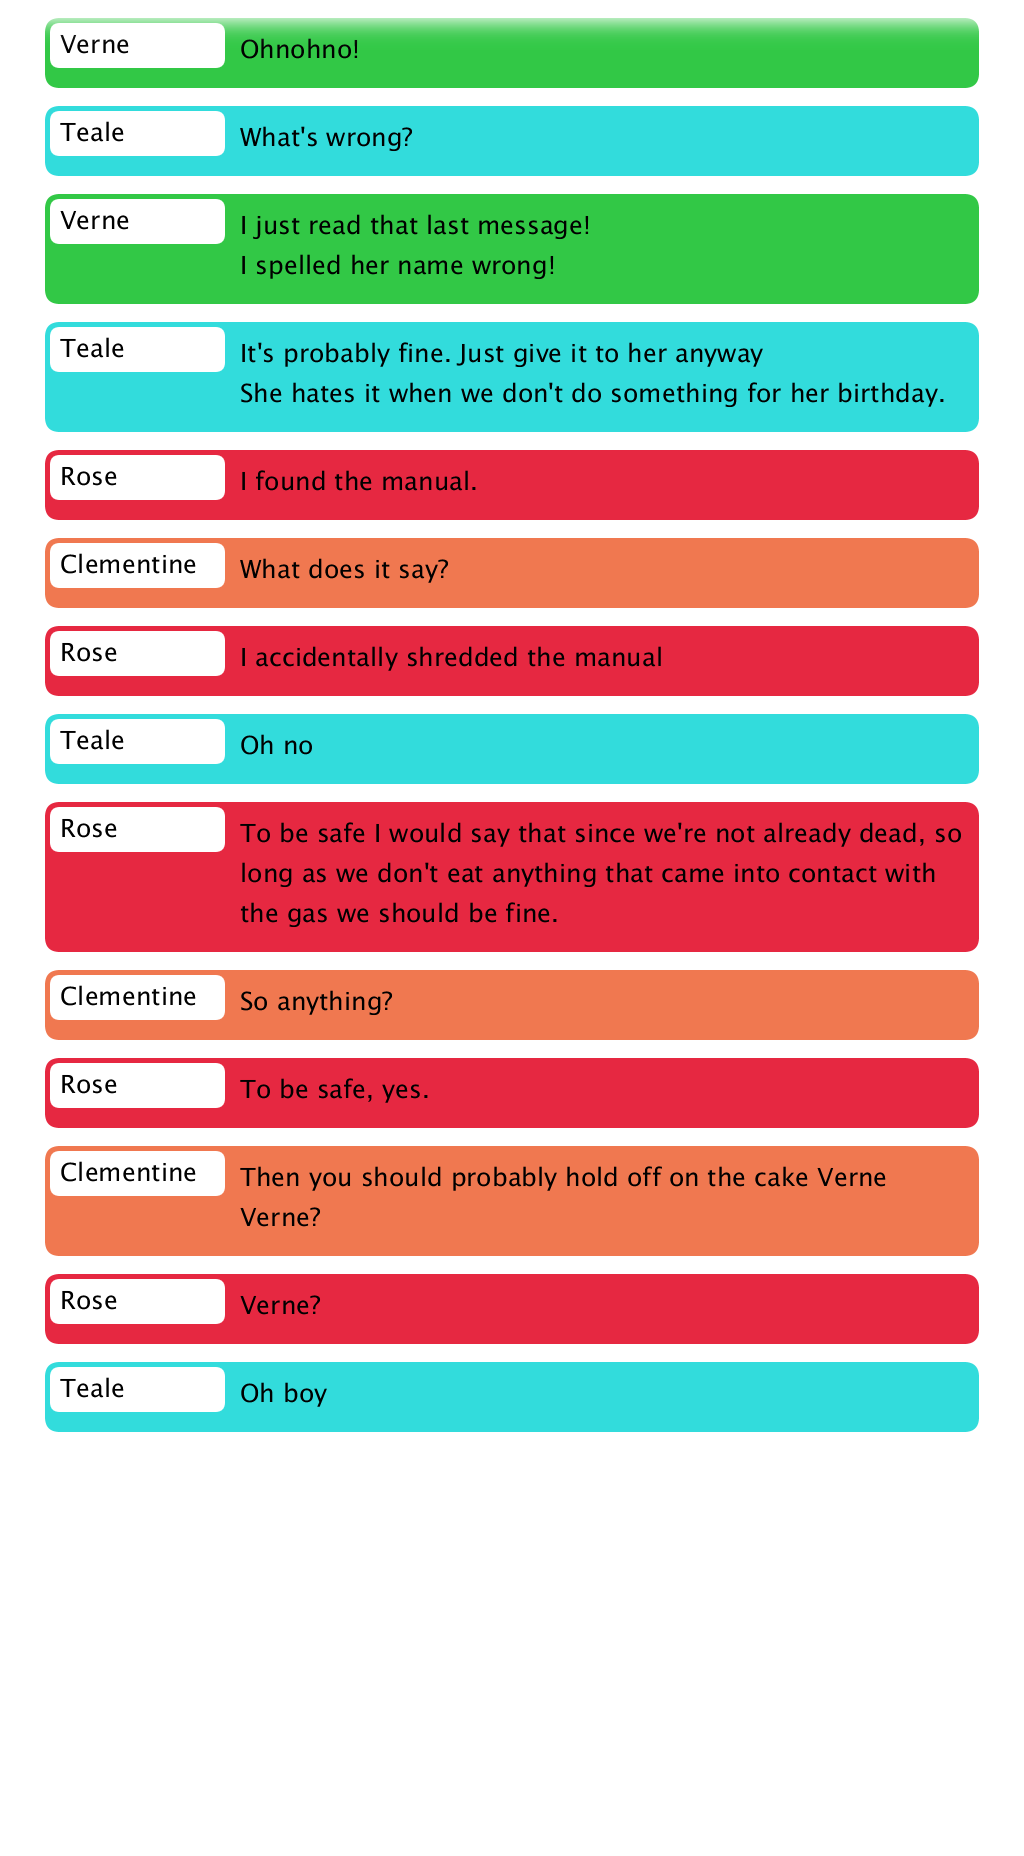 Verne
Ohnohno!
Teale
What's wrong?
Verne
I just read that last message!
I spelled her name wrong!
Teale
It's probably fine. Just give it to her anyway
She hates it when we don't do something for her birthday.
Rose
I found the manual.
Clementine
What does it say?
Rose
I accidentally shredded the manual
Teale
Oh no
Rose
To be safe I would say that since we're not already dead, so
long as we don't eat anything that came into contact with
the gas we should be fine.
Clementine
So anything?
Rose
To be safe, yes.
Clementine
Then you should probably hold off on the cake Verne
Verne?
Rose
Verne?
Teale
Oh boy